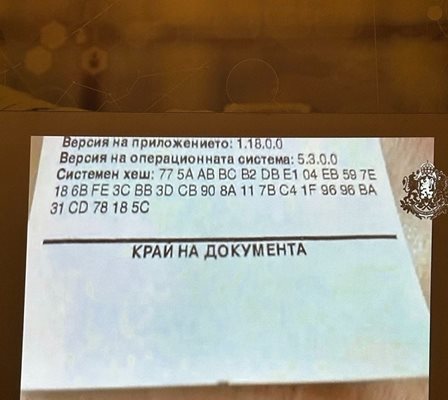 Версия на приложението: 1.18.0.0
Версия на операционната система: 5.3.0.0
Системен хеш: 77 5A AB BC B2 DB E1 04 EB 59 7E
18 6B FE 3C BB 3D CB 90 8A 11 7B C4 1F 96 96 BA
31 CD 78 18 5C
КРАЙ НА ДОКУМЕНТА